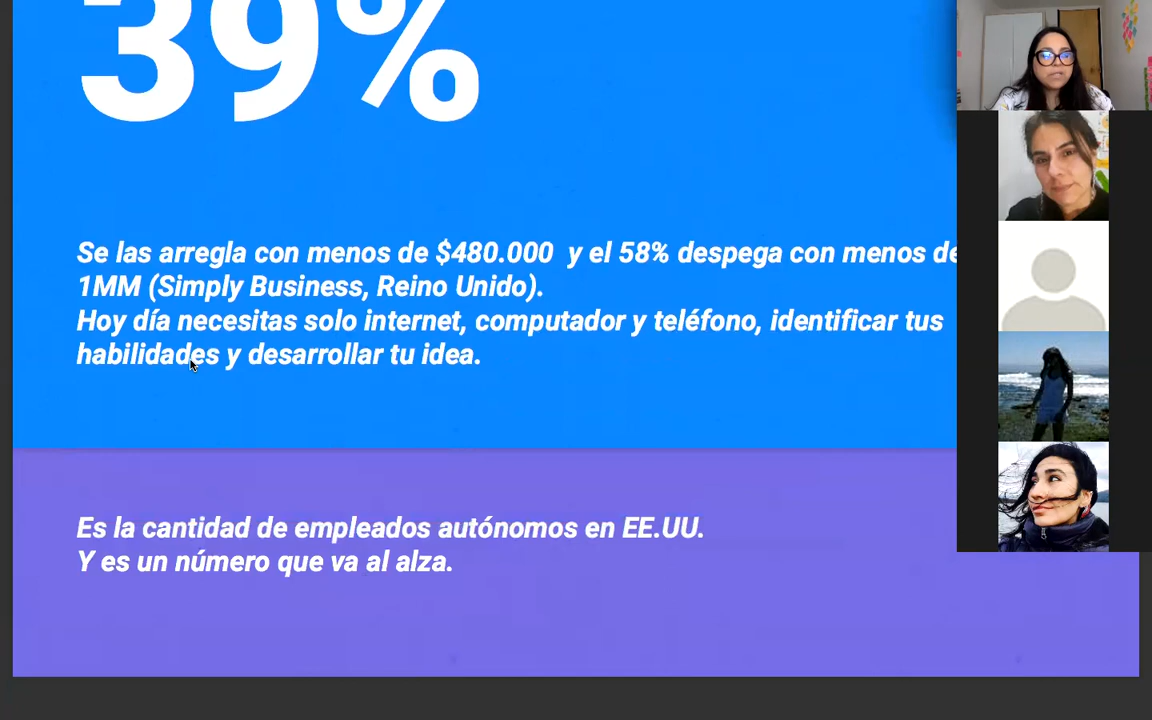 39%
Se las arregla con menos de $480.000 y el 58% despega con menos de
1MM (Simply Business, Reino Unido).
Hoy día necesitas solo internet, computador y teléfono, identificar tus
habilidades y desarrollar tu idea.
Es la cantidad de empleados autónomos en EE.UU.
Y es un número que va al alza.